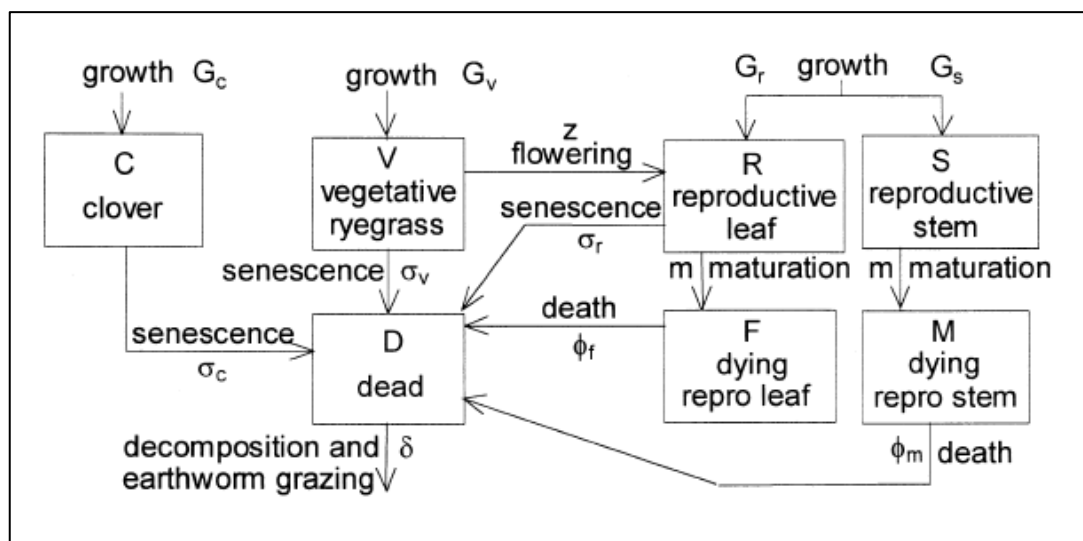 growth G_c
growth G_v
G_r growth G_s
C
clover
V
vegetative
ryegrass
z
flowering
R
reproductive
leaf
S
reproductive
stem
senescence
σ_r
senescence σ_v
m maturation
m maturation
senescence
σ_c
D
dead
death
ϕ_f
F
dying
repro leaf
M
dying
repro stem
decomposition and
earthworm grazing
δ
ϕ_m death